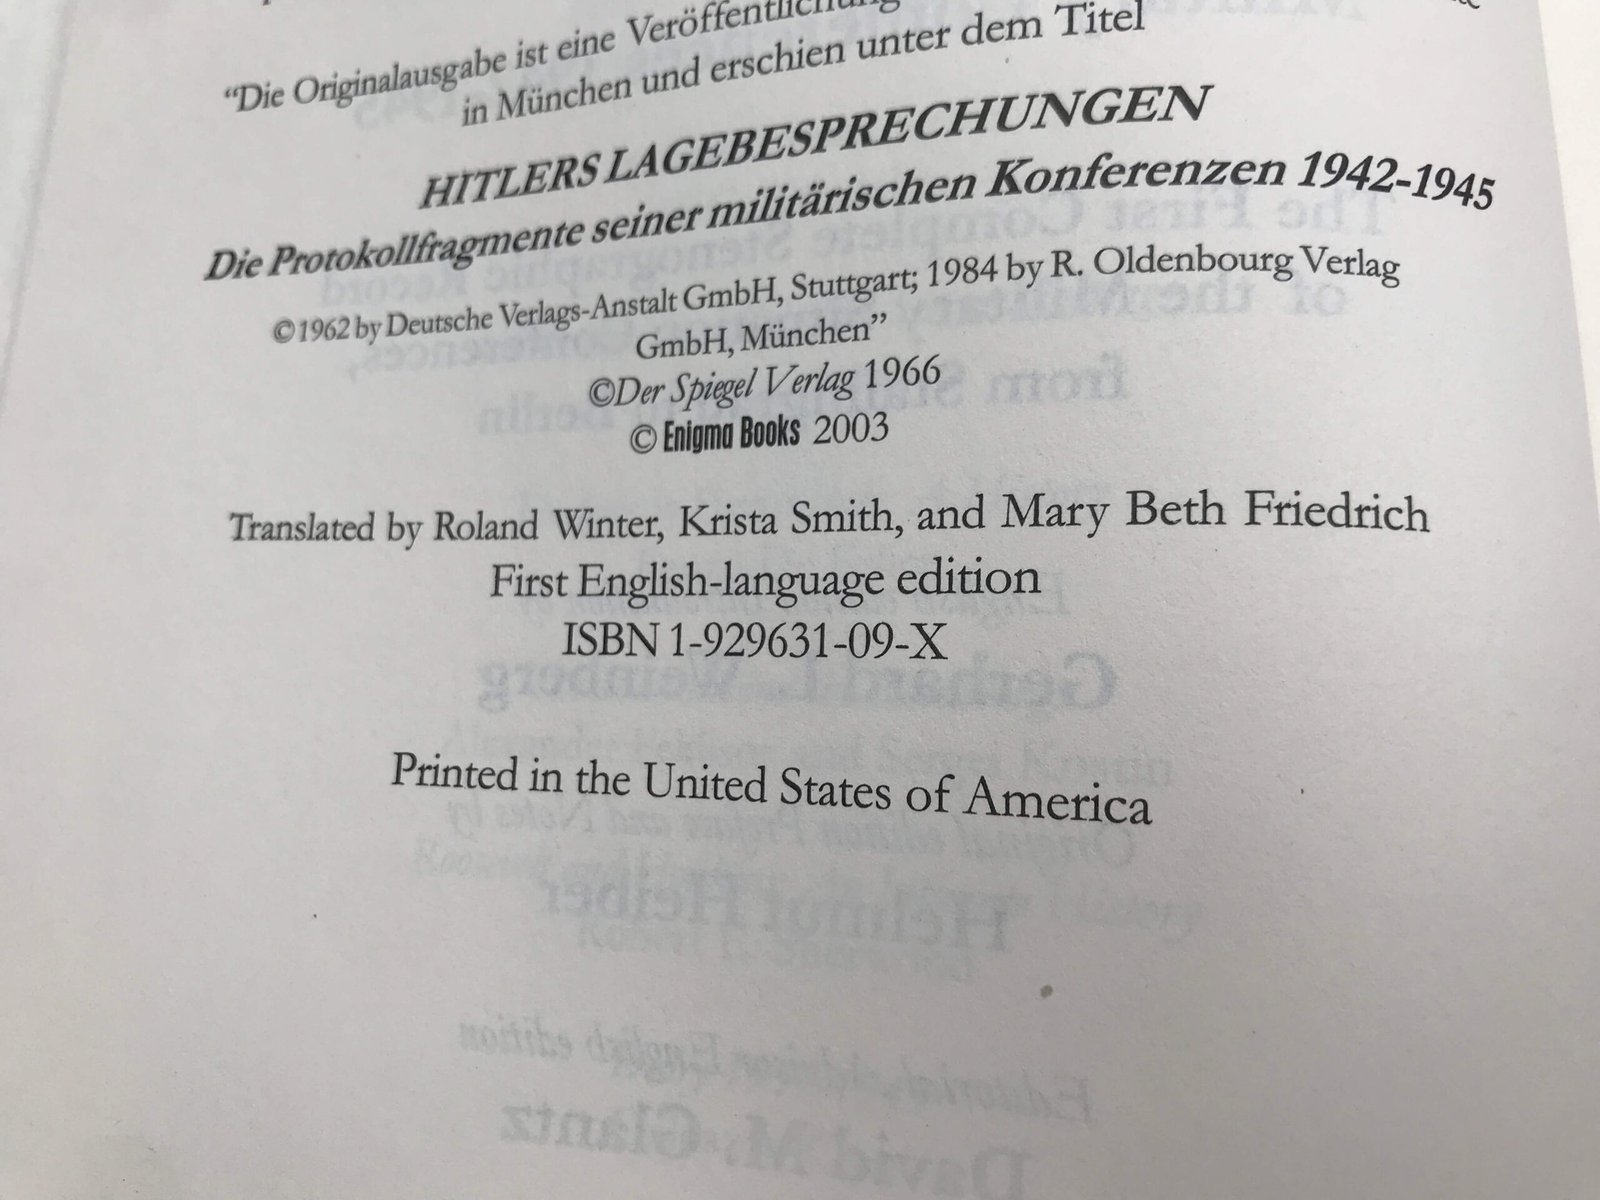 "Die Originalausgabe ist eine Veröffentlichung
in München und erschien unter dem Titel
HITLERS LAGEBESPRECHUNGEN
Die Protokollfragmente seiner militärischen Konferenzen 1942-1945
©1962 by Deutsche Verlags-Anstalt GmbH, Stuttgart; 1984 by R. Oldenbourg Verlag
GmbH, München"
©Der Spiegel Verlag 1966
© Enigma Books 2003
Translated by Roland Winter, Krista Smith, and Mary Beth Friedrich
First English-language edition
ISBN 1-929631-09-X
Printed in the United States of America